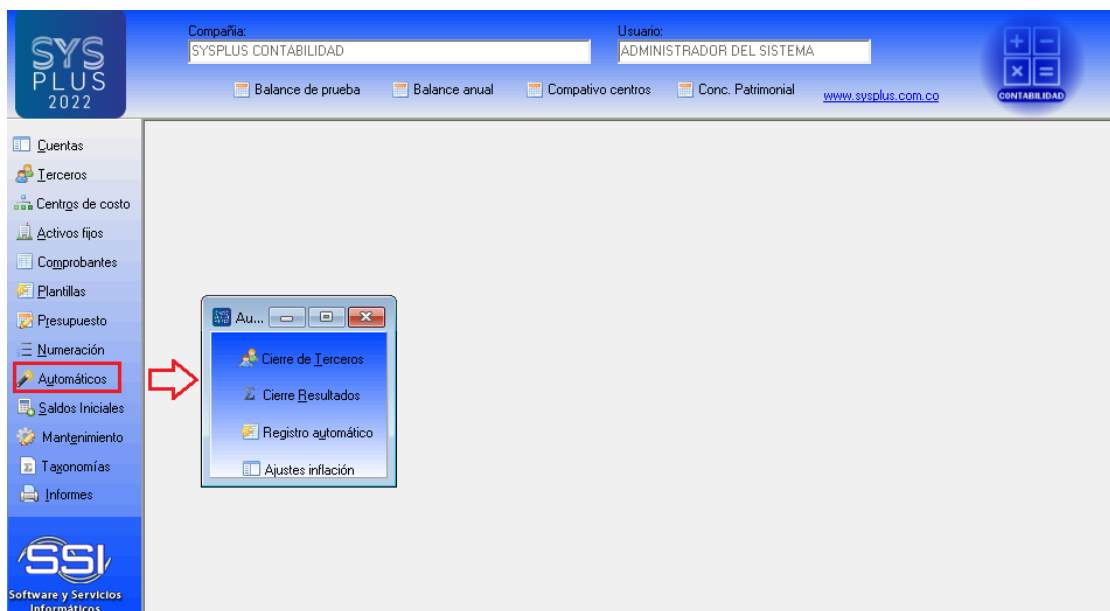 SYS
PLUS
2022
Compañia:
SYSPLUS CONTABILIDAD
Usuario:
ADMINISTRADOR DEL SISTEMA
Balance de prueba
Balance anual
Compativo centros
Conc. Patrimonial
www.sysplus.com.co
CONTABILIDAD
Cuentas
Terceros
Centros de costo
Activos fijos
Comprobantes
Plantillas
Presupuesto
Numeración
Automáticos
Saldos Iniciales
Mantenimiento
Taxonomías
Informes
Au...
Cierre de Terceros
Cierre Resultados
Registro automático
Ajustes inflación
SSI
Software y Servicios
Informáticos